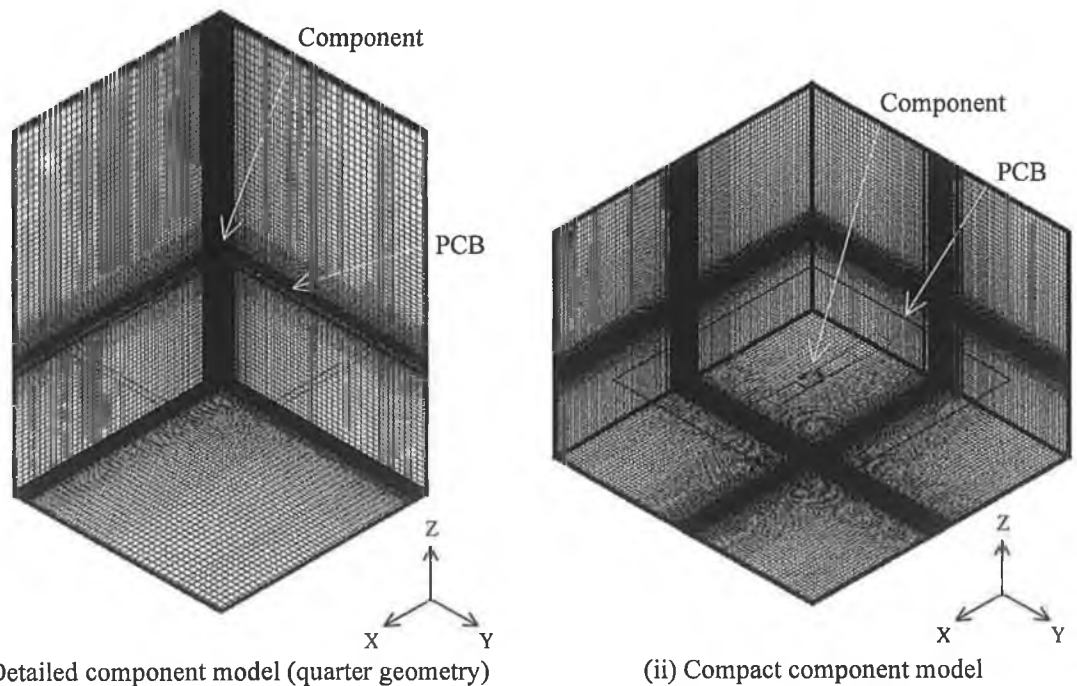 Component
PCB
Z
X
Y
Detailed component model (quarter geometry)
Component
PCB
Z
X
Y
(ii) Compact component model